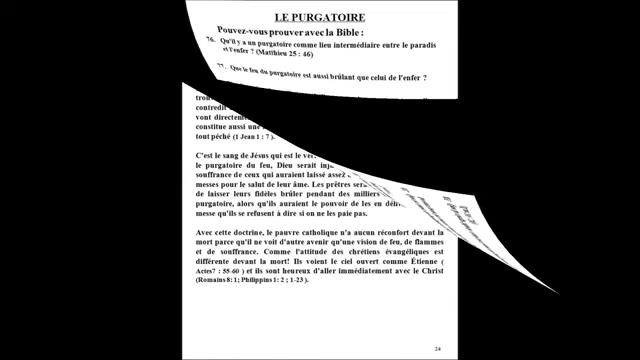 LE PURGATOIRE
Pouvez-vous prouver avec la Bible :
76. Qu'il y a un purgatoire comme lieu intermédiaire entre le paradis
et l'enfer ? (Matthieu 25 : 46)
77. Que le feu du purgatoire est aussi brûlant que celui de l'enfer ?
contredit
vont directem
constitue aussi une
tout péché (1 Jean 1 : 7).
C'est le sang de Jésus qui est le
le purgatoire du feu, Dieu serait
souffrance de ceux qui auraient laissé assez
messes pour le salut de leur âme. Les prêtres
de laisser leurs fidèles brûler pendant des milliers
purgatoire, alors qu'ils auraient le pouvoir de les en
messe qu'ils se refusent à dire si on ne les paie pas.
Avec cette doctrine, le pauvre catholique n'a aucun réconfort devant la
mort parce qu'il ne voit d'autre avenir qu'une vision de feu, de flammes
et de souffrance. Comme l'attitude des chrétiens évangéliques est
différente devant la mort! Ils voient le ciel ouvert comme Étienne (
Actes7 : 55-60 ) et ils sont heureux d'aller immédiatement avec le Christ
(Romains 8: 1; Philippins 1: 2 ; 1-23 ).
24